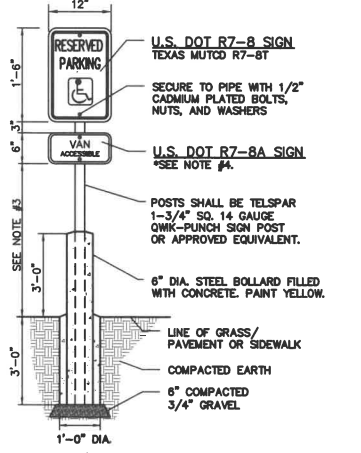 12"
RESERVED
PARKING
1'-6"
3"
6"
VAN
ACCESSIBLE
SEE NOTE #3
3'-0"
3'-0"
1'-0" DIA.
U.S. DOT R7-8 SIGN
TEXAS MUTCD R7-8T
SECURE TO PIPE WITH 1/2"
CADMIUM PLATED BOLTS,
NUTS, AND WASHERS
U.S. DOT R7-8A SIGN
*SEE NOTE #4.
POSTS SHALL BE TELSPAR
1-3/4" SQ. 14 GAUGE
QWIK-PUNCH SIGN POST
OR APPROVED EQUIVALENT.
6" DIA. STEEL BOLLARD FILLED
WITH CONCRETE. PAINT YELLOW.
LINE OF GRASS/
PAVEMENT OR SIDEWALK
COMPACTED EARTH
6" COMPACTED
3/4" GRAVEL